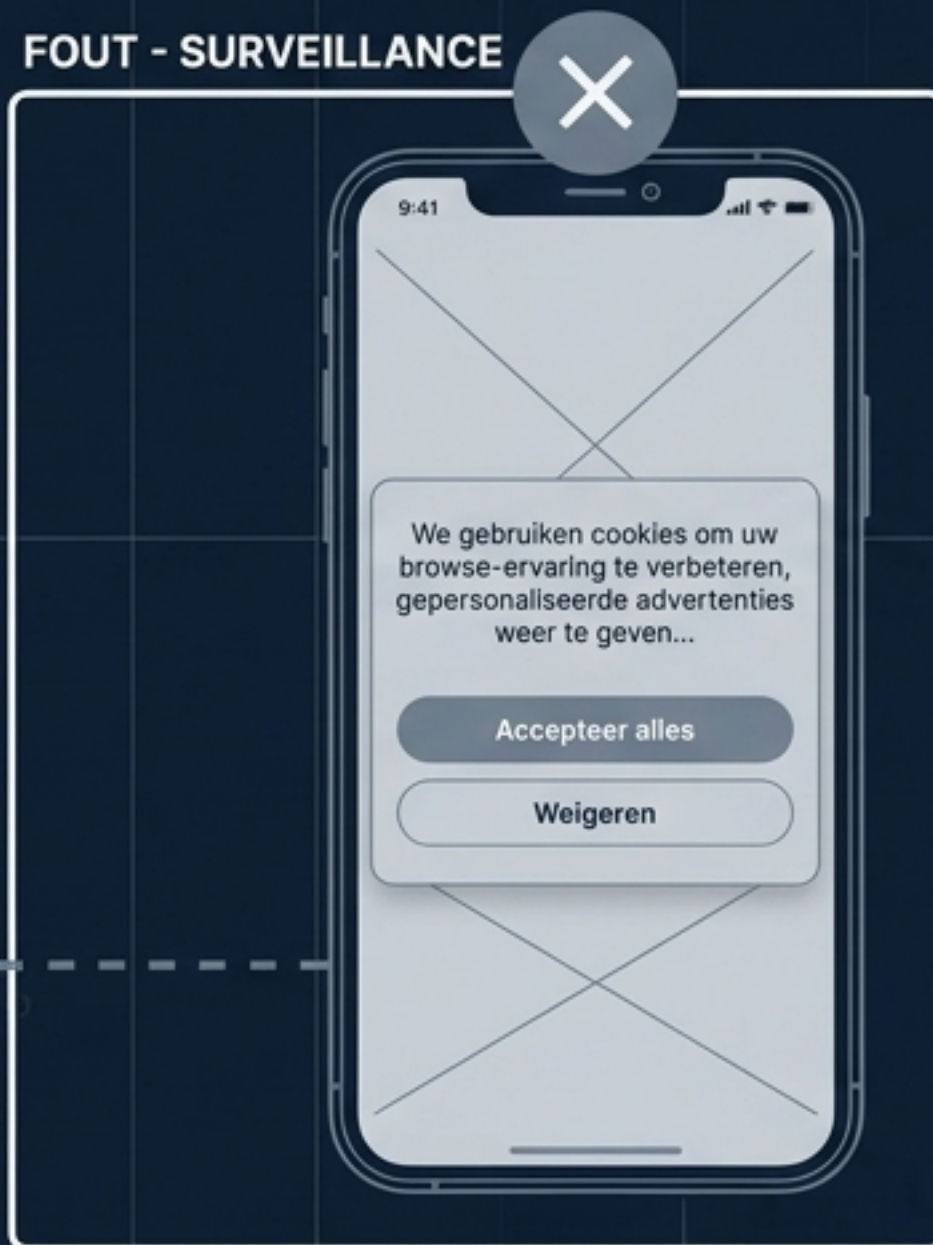 FOUT - SURVEILLANCE
9:41
We gebruiken cookies om uw
browse-ervaring te verbeteren,
gepersonaliseerde advertenties
weer te geven...
Accepteer alles
Weigeren